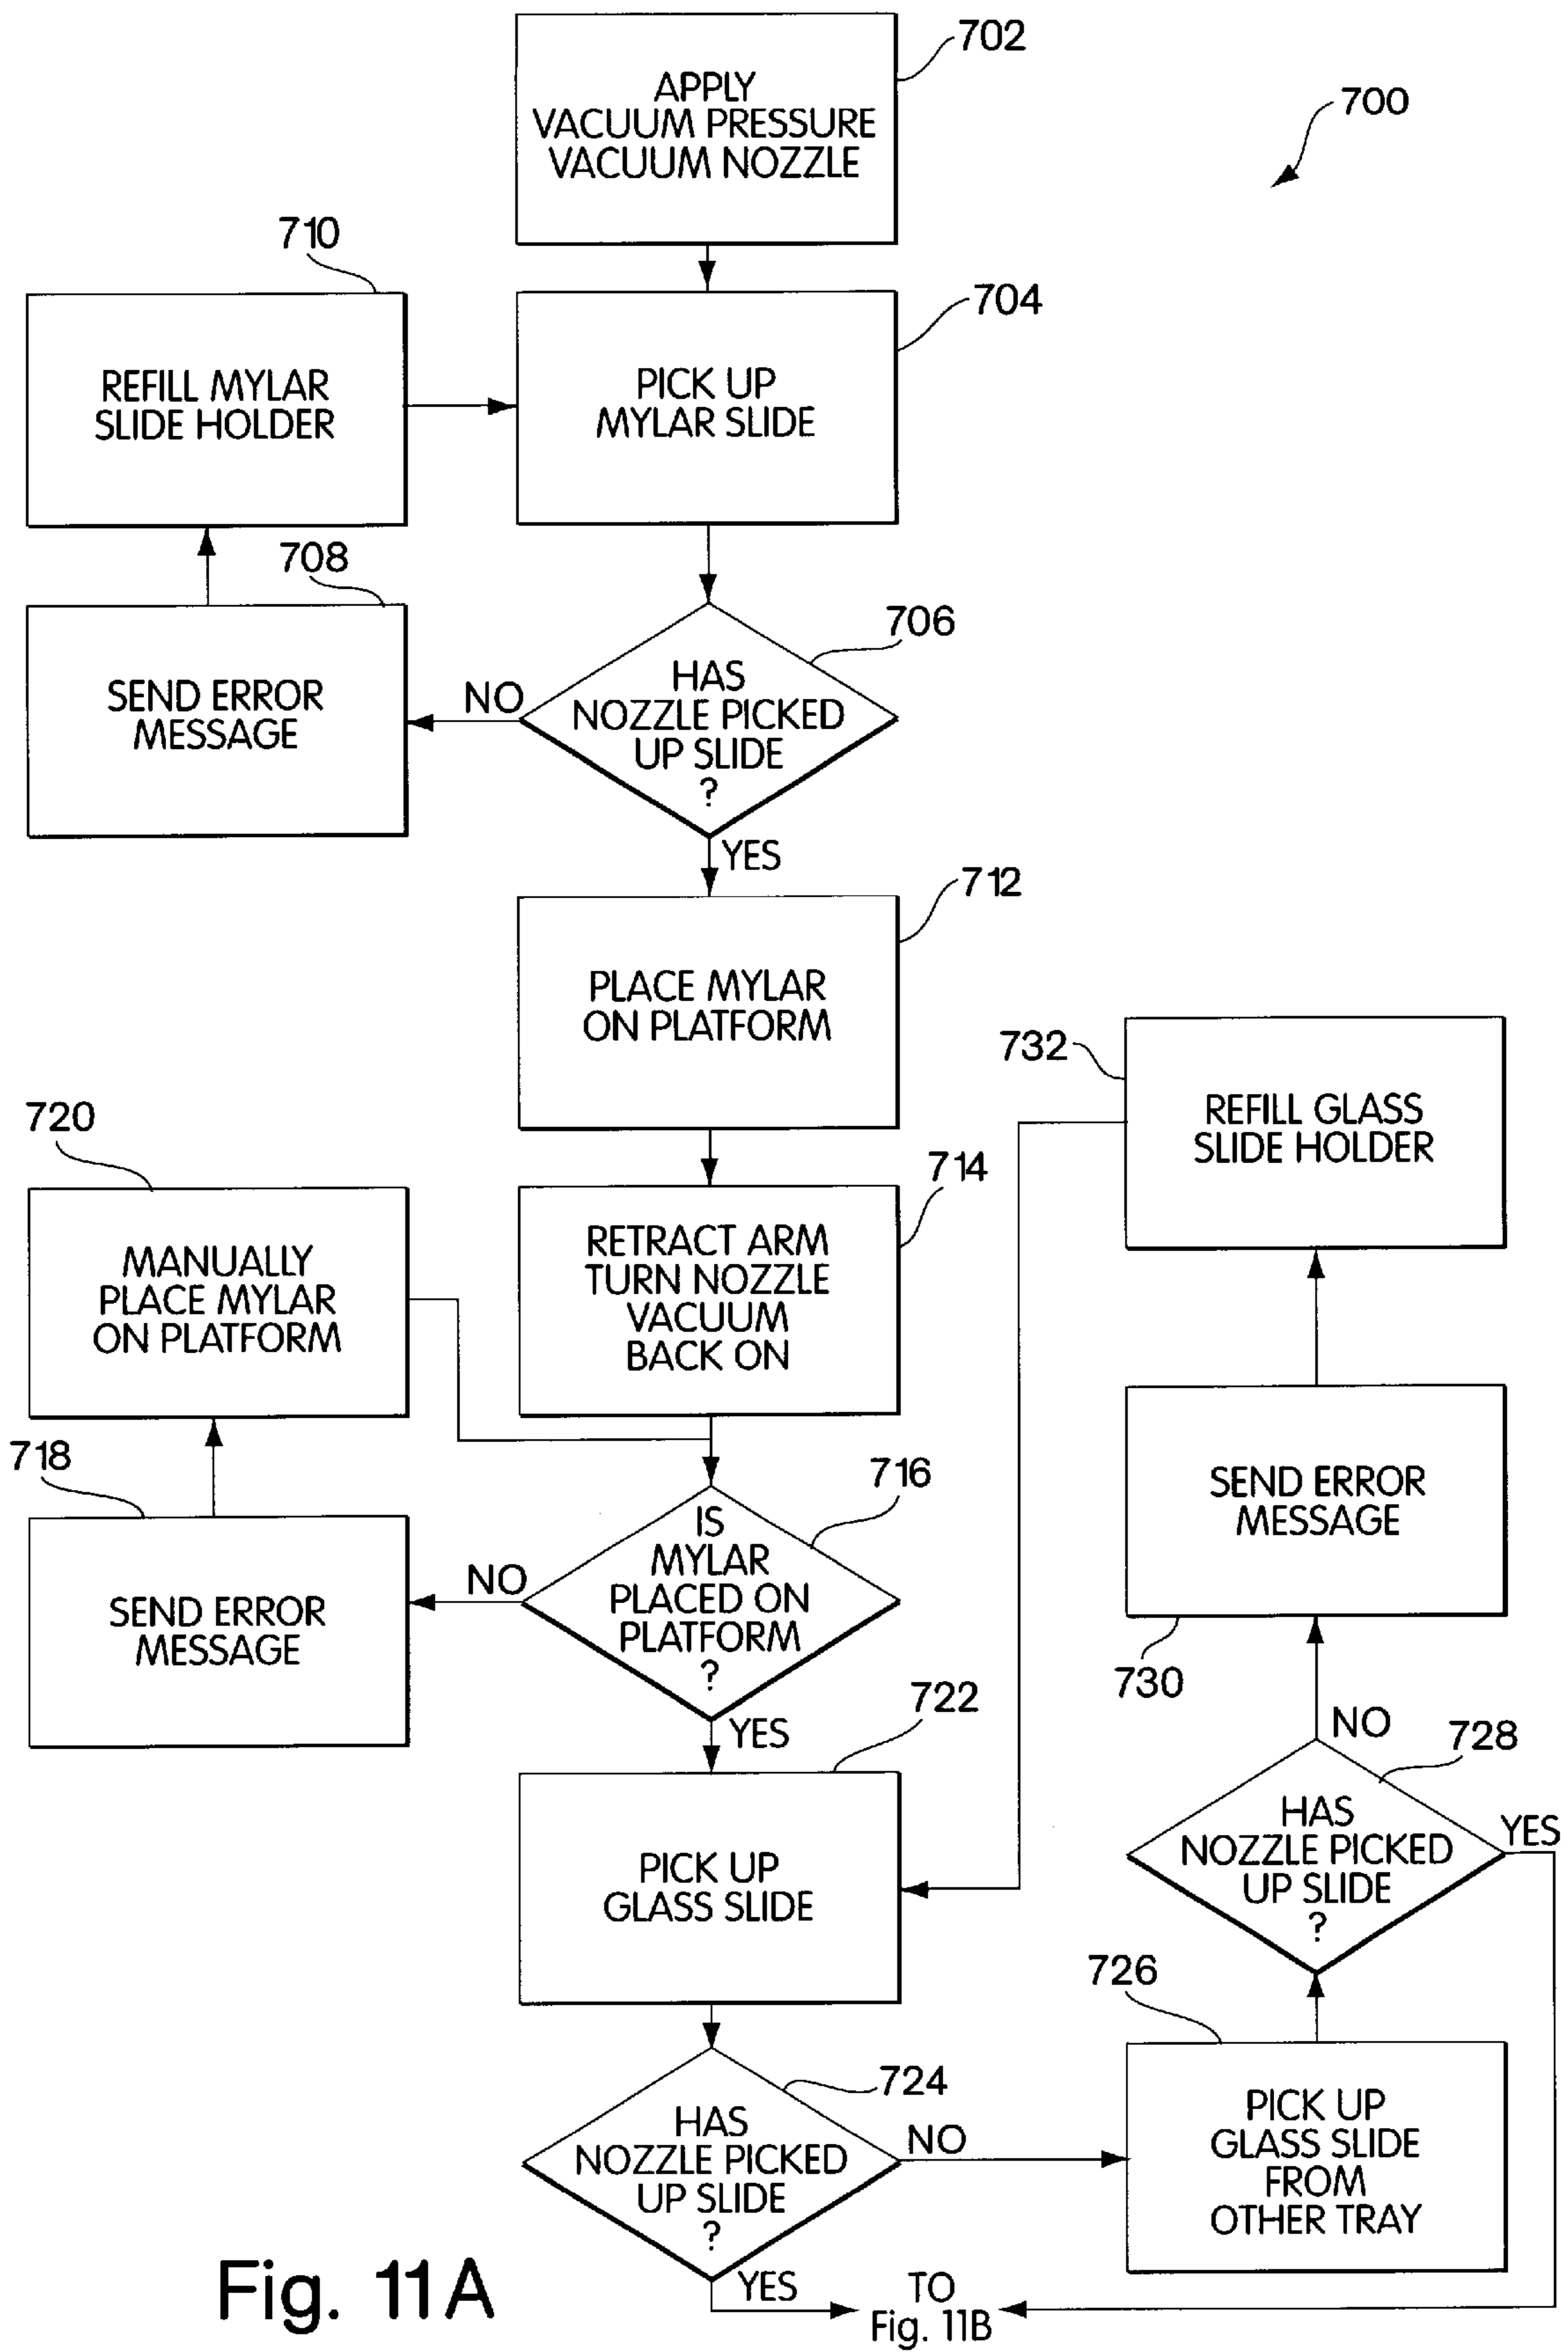 702
APPLY
VACUUM PRESSURE
VACUUM NOZZLE
700
710
REFILL MYLAR
SLIDE HOLDER
704
PICK UP
MYLAR SLIDE
708
SEND ERROR
MESSAGE
NO
706
HAS
NOZZLE PICKED
UP SLIDE
?
YES
712
PLACE MYLAR
ON PLATFORM
732
REFILL GLASS
SLIDE HOLDER
720
MANUALLY
PLACE MYLAR
ON PLATFORM
714
RETRACT ARM
TURN NOZZLE
VACUUM
BACK ON
718
SEND ERROR
MESSAGE
NO
716
IS
MYLAR
PLACED ON
PLATFORM
?
YES
SEND ERROR
MESSAGE
730
722
PICK UP
GLASS SLIDE
NO
728
HAS
NOZZLE PICKED
UP SLIDE
?
YES
724
HAS
NOZZLE PICKED
UP SLIDE
?
NO
726
PICK UP
GLASS SLIDE
FROM
OTHER TRAY
YES
TO
Fig. 11B
Fig. 11A